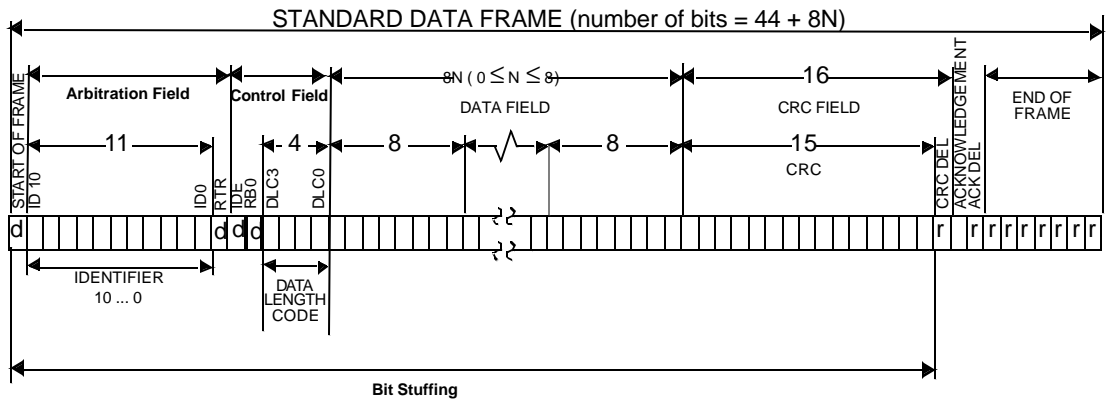 STANDARD DATA FRAME (number of bits = 44 + 8N)
8N ( 0 ≤ N ≤ 8)
16
Arbitration Field
Control Field
DATA FIELD
CRC FIELD
END OF
FRAME
START OF FRAME
ID 10
11
ID0
RTR
IDE
RB0
DLC3
4
DLC0
8
8
15
CRC
CRC DEL
ACKNOWLEDGEMENT
ACK DEL
d d d d r r r r r r r r r
IDENTIFIER
10 ... 0
DATA
LENGTH
CODE
Bit Stuffing